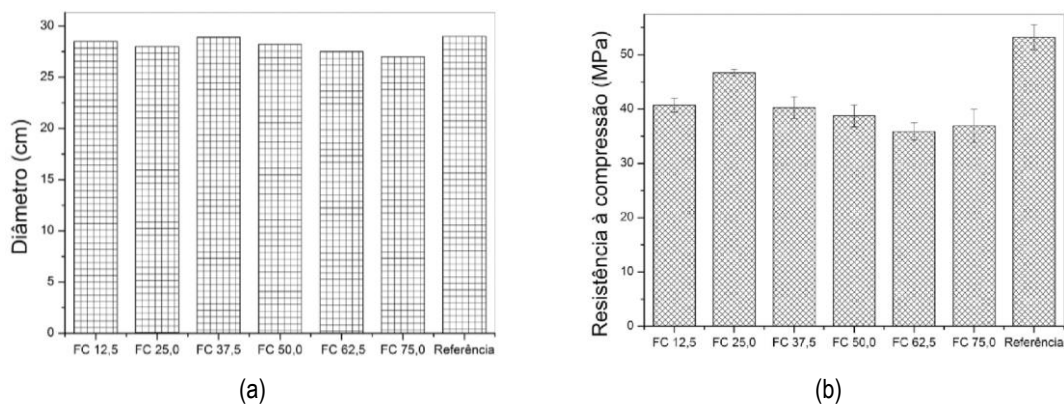 30
25
20
15
10
5
0
Diâmetro (cm)
FC 12,5 FC 25,0 FC 37,5 FC 50,0 FC 62,5 FC 75,0 Referência
(a)
50
40
30
20
10
0
Resistência à compressão (MPa)
FC 12,5 FC 25,0 FC 37,5 FC 50,0 FC 62,5 FC 75,0 Referência
(b)